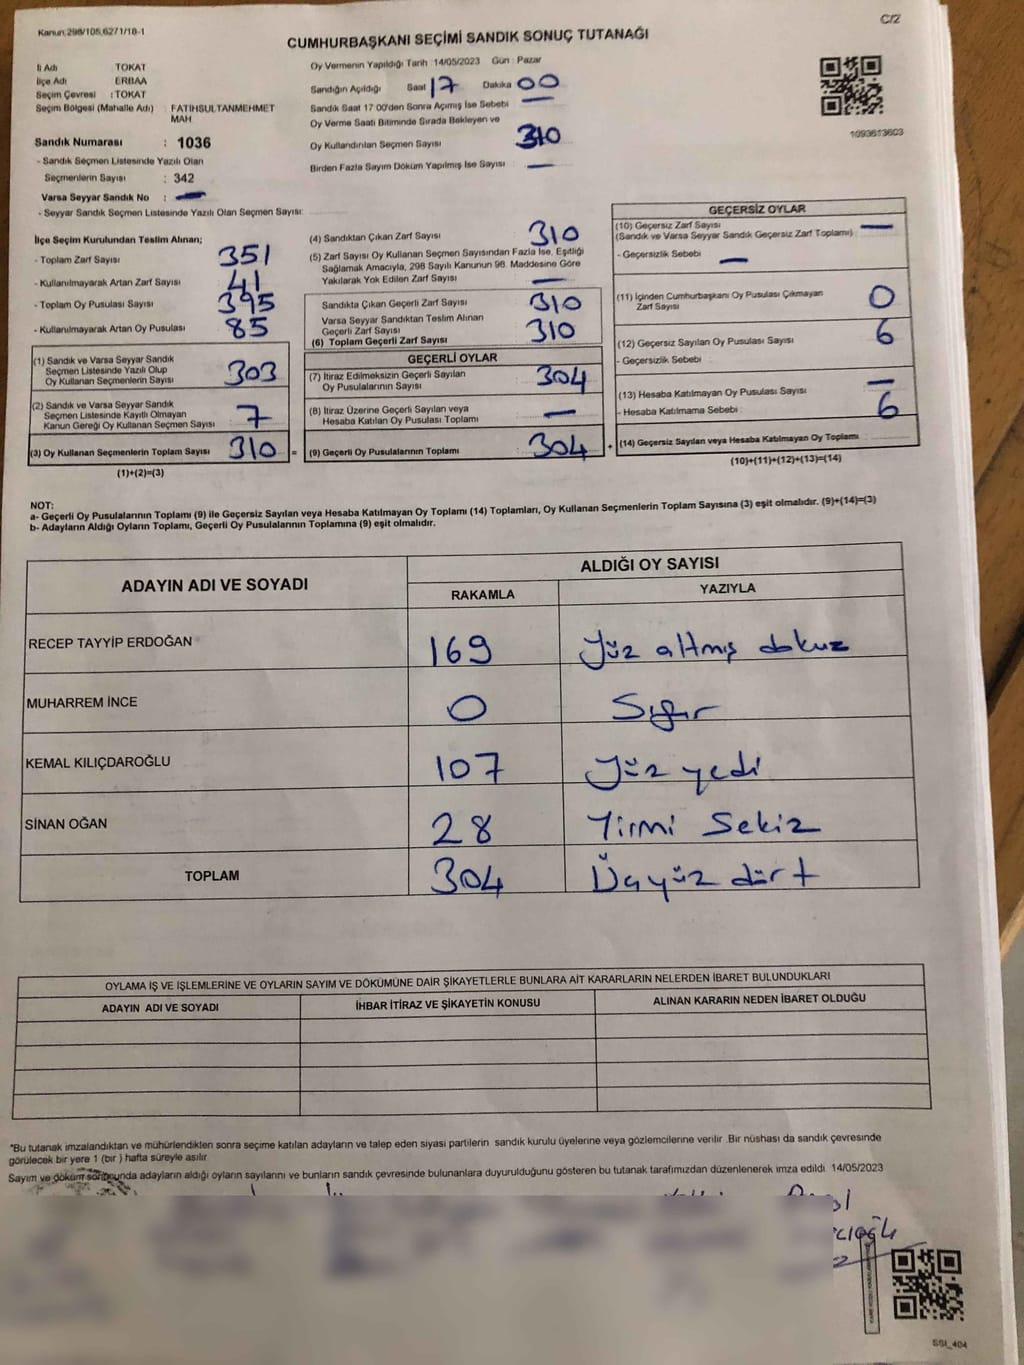 Kanun:298/105,6271/18-1
C/2
CUMHURBAŞKANI SEÇİMİ SANDIK SONUÇ TUTANAĞI
İl Adı TOKAT
İlçe Adı ERBAA
Seçim Çevresi : TOKAT
Seçim Bölgesi (Mahalle Adı) : FATİHSULTANMEHMET
MAH
Sandık Numarası : 1036
- Sandık Seçmen Listesinde Yazılı Olan
Seçmenlerin Sayısı : 342
Varsa Seyyar Sandık No : —
- Seyyar Sandık Seçmen Listesinde Yazılı Olan Seçmen Sayısı:
Oy Vermenin Yapıldığı Tarih :14/05/2023 Gün : Pazar
Sandığın Açıldığı Saat 17 Dakika 00
Sandık Saat 17:00'den Sonra Açımış İse Sebebi —
Oy Verme Saati Bitiminde Sırada Bekleyen ve
Oy Kullandırılan Seçmen Sayısı : 310
Birden Fazla Sayım Döküm Yapılmış İse Sayısı : —
1093613603
İlçe Seçim Kurulundan Teslim Alınan;
- Toplam Zarf Sayısı : 351
- Kullanılmayarak Artan Zarf Sayısı : 41
- Toplam Oy Pusulası Sayısı : 395
- Kullanılmayarak Artan Oy Pusulası : 85
(1) Sandık ve Varsa Seyyar Sandık
Seçmen Listesinde Yazılı Olup
Oy Kullanan Seçmenlerin Sayısı : 303
(2) Sandık ve Varsa Seyyar Sandık
Seçmen Listesinde Kayıtlı Olmayan
Kanun Gereği Oy Kullanan Seçmen Sayısı : 7
(3) Oy Kullanan Seçmenlerin Toplam Sayısı : 310 =
(1)+(2)=(3)
(4) Sandıktan Çıkan Zarf Sayısı : 310
(5) Zarf Sayısı Oy Kullanan Seçmen Sayısından Fazla İse, Eşitliği
Sağlamak Amacıyla, 298 Sayılı Kanunun 98. Maddesine Göre
Yakılarak Yok Edilen Zarf Sayısı : —
Sandıkta Çıkan Geçerli Zarf Sayısı : 310
Varsa Seyyar Sandıktan Teslim Alınan
Geçerli Zarf Sayısı : 310
(6) Toplam Geçerli Zarf Sayısı
GEÇERLİ OYLAR
(7) İtiraz Edilmeksizin Geçerli Sayılan
Oy Pusulalarının Sayısı : 304
(8) İtiraz Üzerine Geçerli Sayılan veya
Hesaba Katılan Oy Pusulası Toplamı : —
(9) Geçerli Oy Pusulalarının Toplamı : 304 +
GEÇERSİZ OYLAR
(10) Geçersiz Zarf Sayısı : —
(Sandık ve Varsa Seyyar Sandık Geçersiz Zarf Toplamı)
- Geçersizlik Sebebi : —
(11) İçinden Cumhurbaşkanı Oy Pusulası Çıkmayan
Zarf Sayısı : 0
(12) Geçersiz Sayılan Oy Pusulası Sayısı : 6
- Geçersizlik Sebebi :
(13) Hesaba Katılmayan Oy Pusulası Sayısı : —
- Hesaba Katılmama Sebebi : 6
(14) Geçersiz Sayılan veya Hesaba Katılmayan Oy Toplamı :
(10)+(11)+(12)+(13)=(14)
NOT:
a- Geçerli Oy Pusulalarının Toplamı (9) ile Geçersiz Sayılan veya Hesaba Katılmayan Oy Toplamı (14) Toplamları, Oy Kullanan Seçmenlerin Toplam Sayısına (3) eşit olmalıdır. (9)+(14)=(3)
b- Adayların Aldığı Oyların Toplamı, Geçerli Oy Pusulalarının Toplamına (9) eşit olmalıdır.
ADAYIN ADI VE SOYADI ALDIĞI OY SAYISI
RAKAMLA YAZIYLA
RECEP TAYYİP ERDOĞAN 169 Yüz altmış dokuz
MUHARREM İNCE 0 Sıfır
KEMAL KILIÇDAROĞLU 107 Yüz yedi
SİNAN OĞAN 28 Yirmi Sekiz
TOPLAM 304 Üçyüz dört
OYLAMA İŞ VE İŞLEMLERİNE VE OYLARIN SAYIM VE DÖKÜMÜNE DAİR ŞİKAYETLERLE BUNLARA AİT KARARLARIN NELERDEN İBARET BULUNDUKLARI
ADAYIN ADI VE SOYADI İHBAR İTİRAZ VE ŞİKAYETİN KONUSU ALINAN KARARIN NEDEN İBARET OLDUĞU
"Bu tutanak imzalandıktan ve mühürlendikten sonra seçime katılan adayların ve talep eden siyasi partilerin sandık kurulu üyelerine veya gözlemcilerine verilir .Bir nüshası da sandık çevresinde
görülecek bir yere 1 (bir ) hafta süreyle asılır
Sayım ve döküm sonucunda adayların aldığı oyların sayılarını ve bunların sandık çevresinde bulunanlara duyurulduğunu gösteren bu tutanak tarafımızdan düzenlenerek imza edildi 14/05/2023
SSI_404